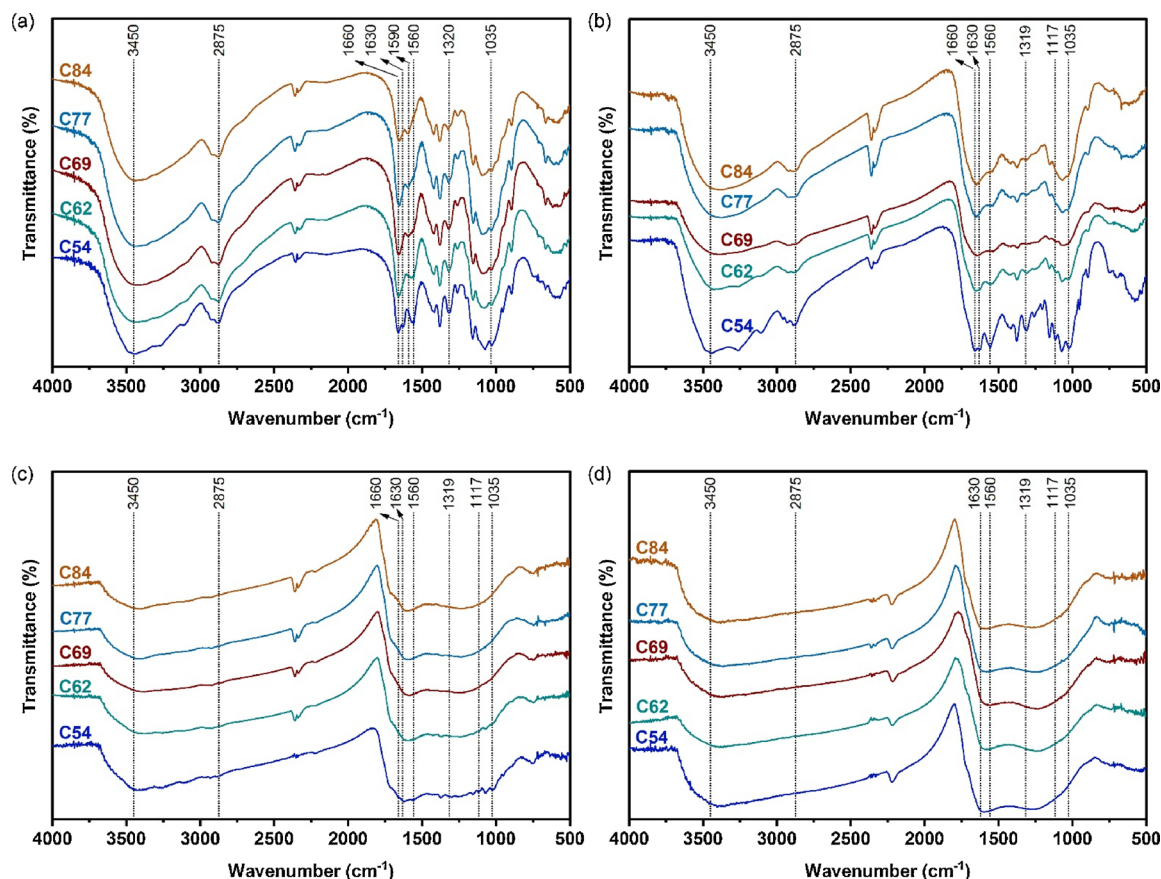 (a)
3450
2875
1660
1630
1590
1560
1320
1035
C84
C77
C69
C62
C54
Transmittance (%)
4000 3500 3000 2500 2000 1500 1000 500
Wavenumber (cm⁻¹)
(b)
3450
2875
1660
1630
1560
1319
1117
1035
C84
C77
C69
C62
C54
Transmittance (%)
4000 3500 3000 2500 2000 1500 1000 500
Wavenumber (cm⁻¹)
(c)
3450
2875
1660
1630
1560
1319
1117
1035
C84
C77
C69
C62
C54
Transmittance (%)
4000 3500 3000 2500 2000 1500 1000 500
Wavenumber (cm⁻¹)
(d)
3450
2875
1630
1560
1319
1117
1035
C84
C77
C69
C62
C54
Transmittance (%)
4000 3500 3000 2500 2000 1500 1000 500
Wavenumber (cm⁻¹)